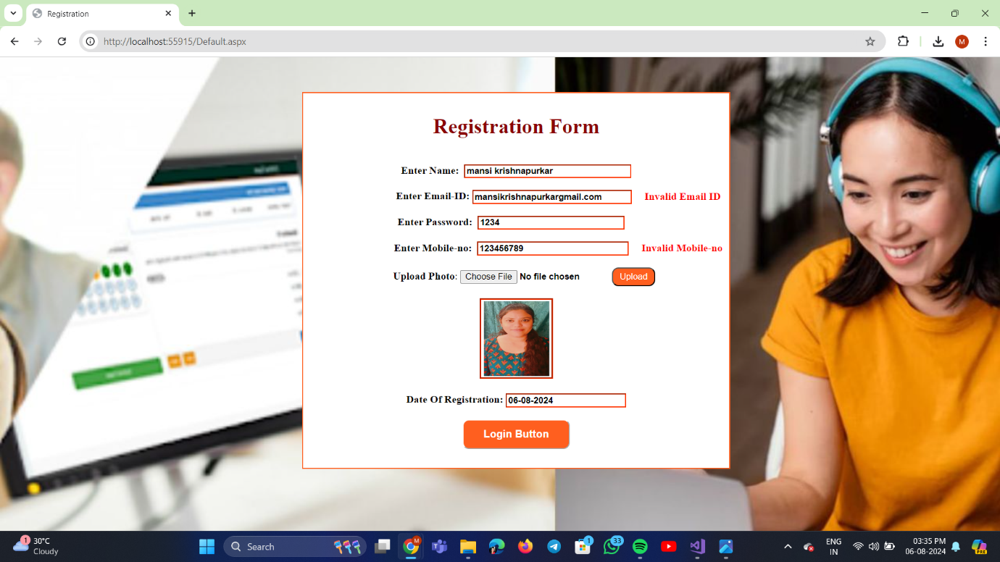 Registration
http://localhost:55915/Default.aspx
M
Registration Form
Enter Name: mansi krishnapurkar
Enter Email-ID: mansikrishnapurkargmail.com Invalid Email ID
Enter Password: 1234
Enter Mobile-no: 123456789 Invalid Mobile-no
Upload Photo: Choose File No file chosen Upload
Date Of Registration: 06-08-2024
Login Button
1 30°C
Cloudy
Search
M
1
33
ENG
IN
03:35 PM
06-08-2024
PRE